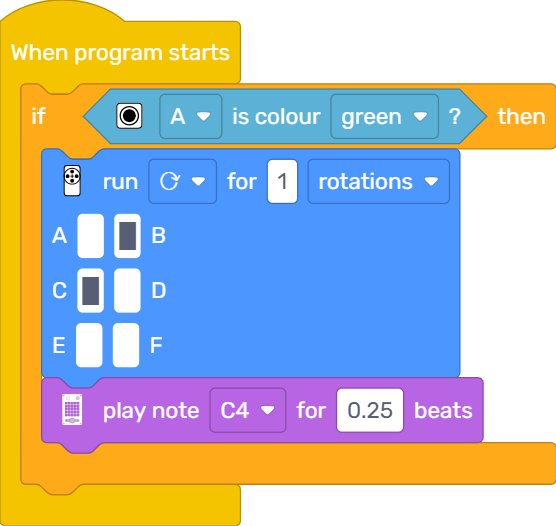 When program starts
if A is colour green ? then
run for 1 rotations
A B
C D
E F
play note C4 for 0.25 beats